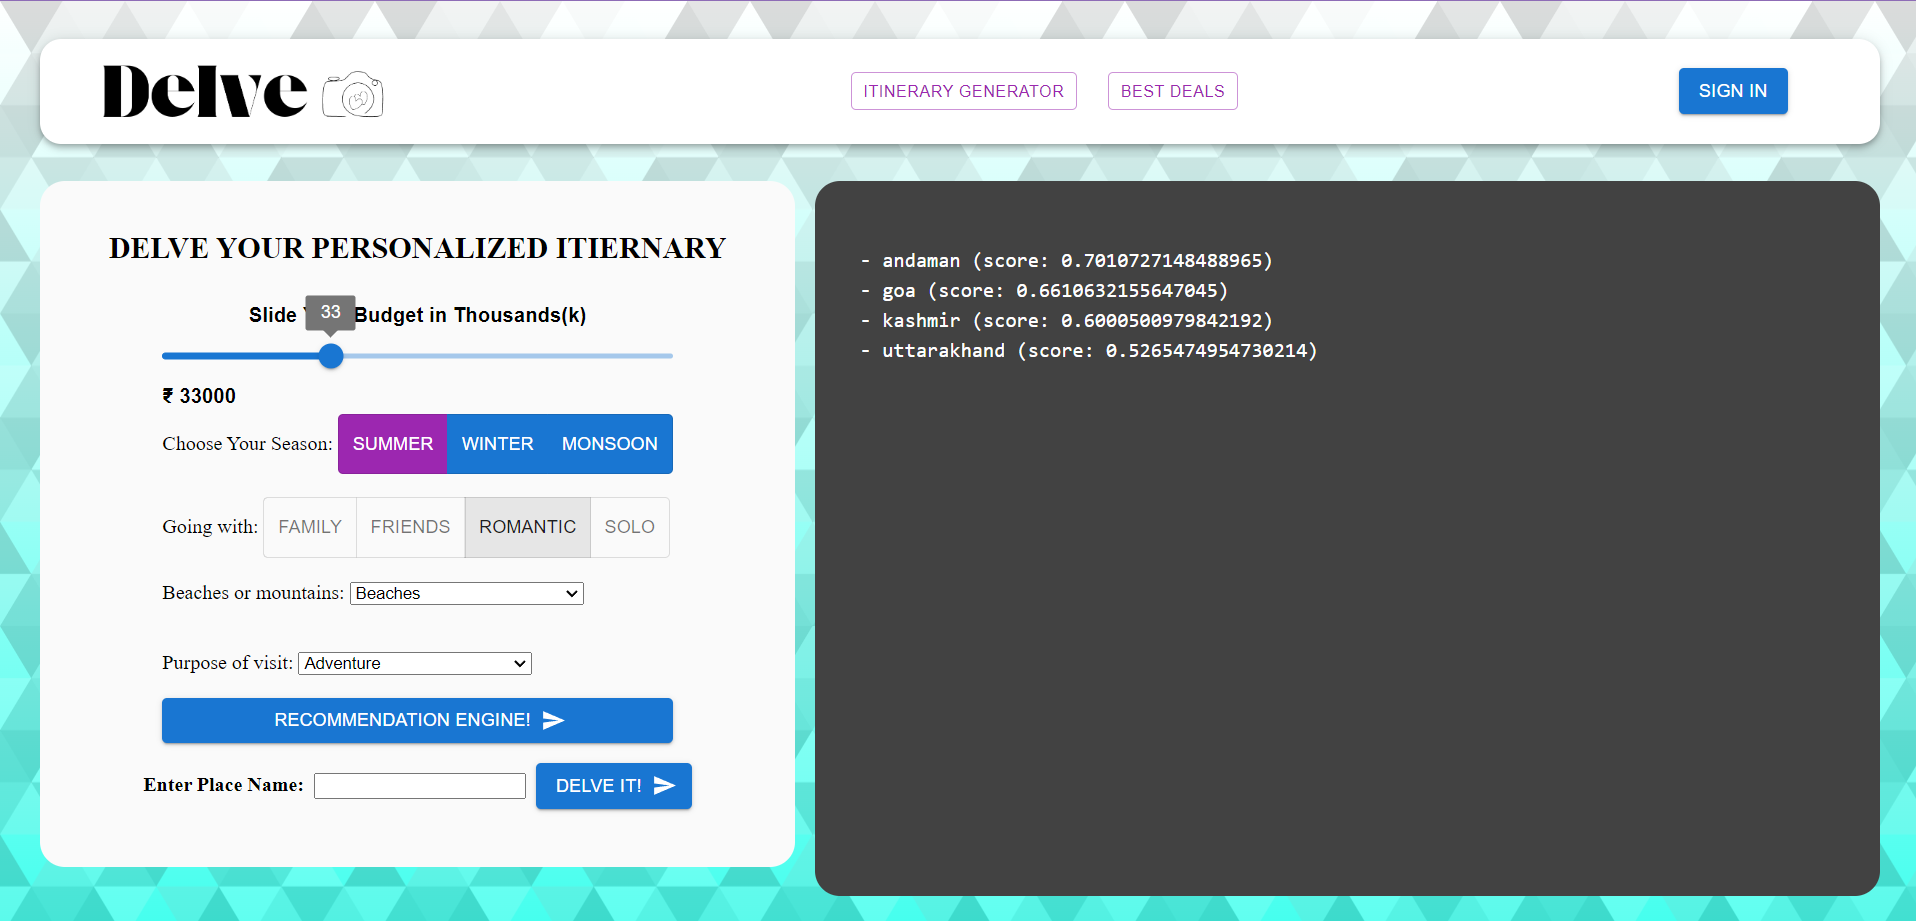 Delve
ITINERARY GENERATOR
BEST DEALS
SIGN IN
DELVE YOUR PERSONALIZED ITIERNARY
Slide Budget in Thousands(k)
33
₹ 33000
Choose Your Season: SUMMER WINTER MONSOON
Going with: FAMILY FRIENDS ROMANTIC SOLO
Beaches or mountains: Beaches
Purpose of visit: Adventure
RECOMMENDATION ENGINE!
Enter Place Name: DELVE IT!
- andaman (score: 0.7010727148488965)
- goa (score: 0.6610632155647045)
- kashmir (score: 0.6000500979842192)
- uttarakhand (score: 0.5265474954730214)